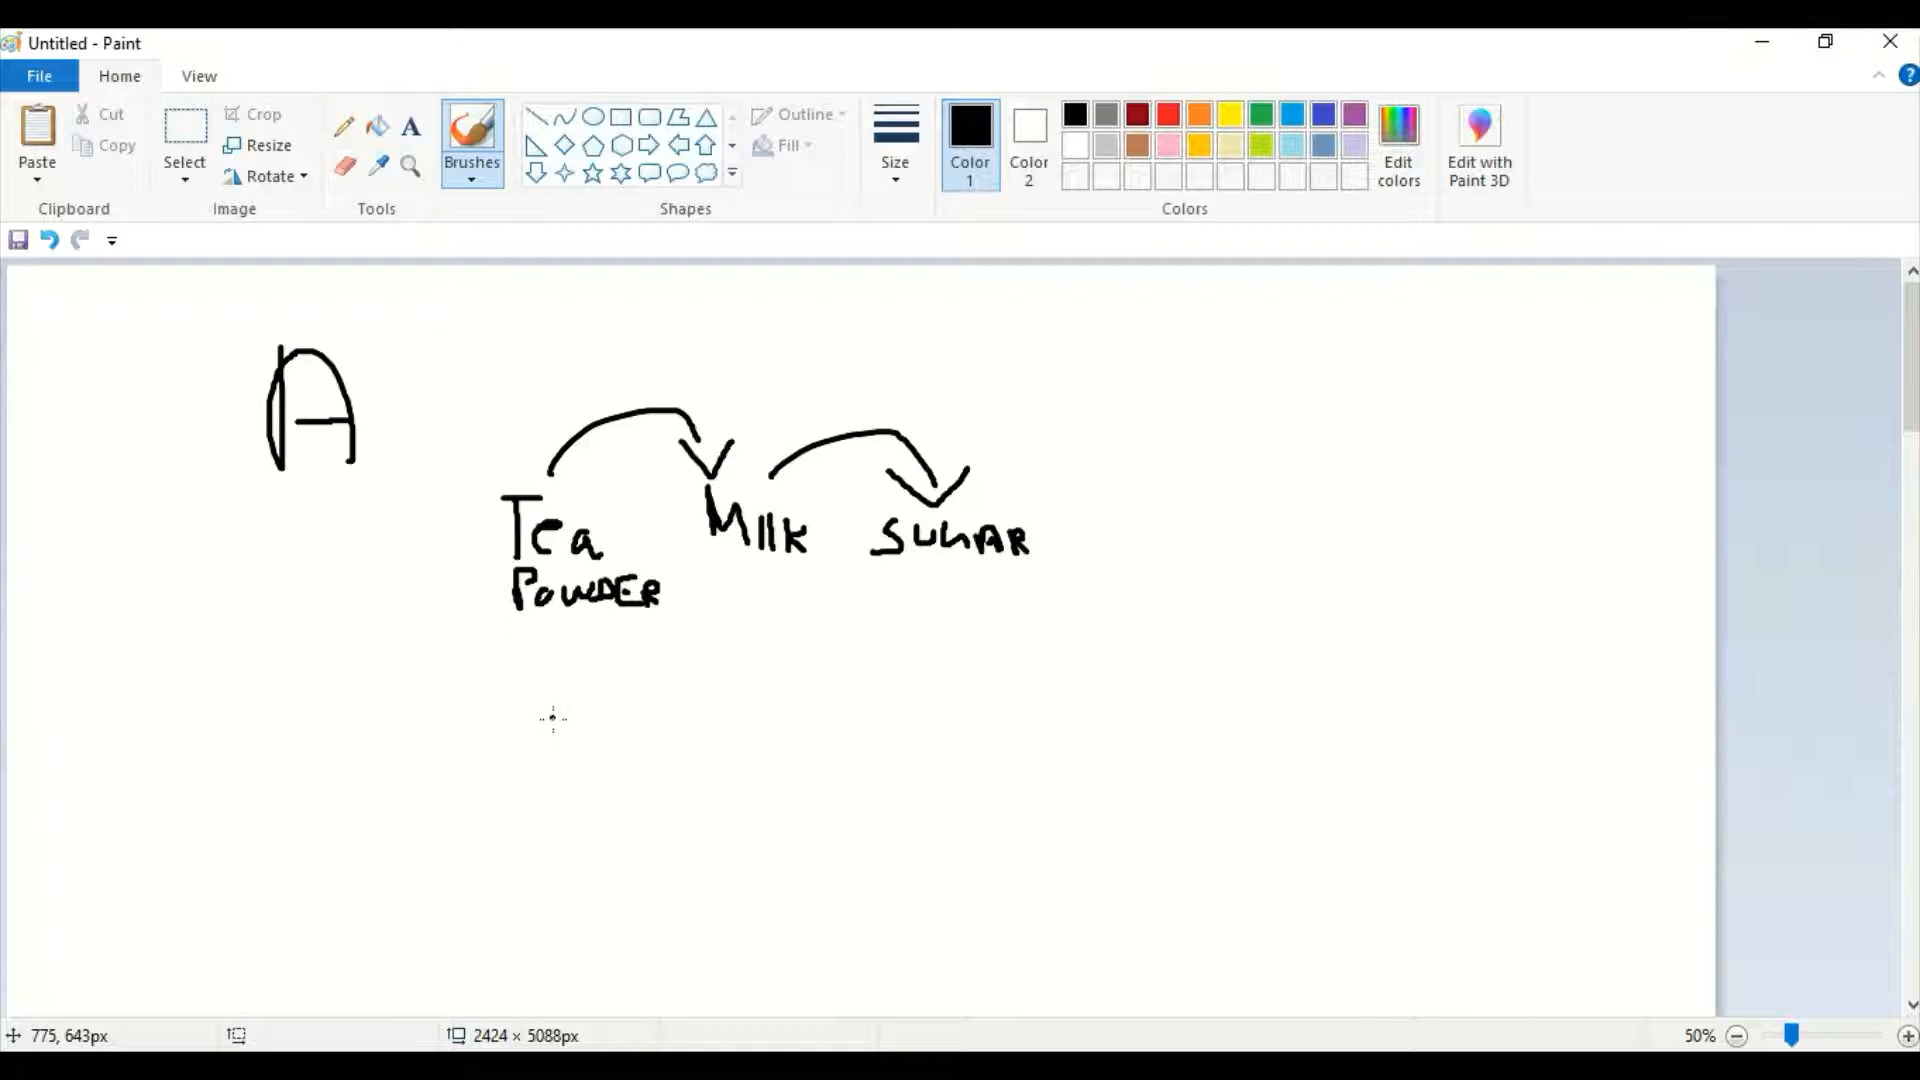 Untitled - Paint
File Home View
Paste
Cut
Copy
Clipboard
Select
Crop
Resize
Rotate
Image
A
Tools
Brushes
Shapes
Outline
Fill
Size
Color 1
Color 2
Colors
Edit colors
Edit with Paint 3D
?
A
Tea MIlk SUGAR
POWDER
775, 643px
2424 × 5088px
50%